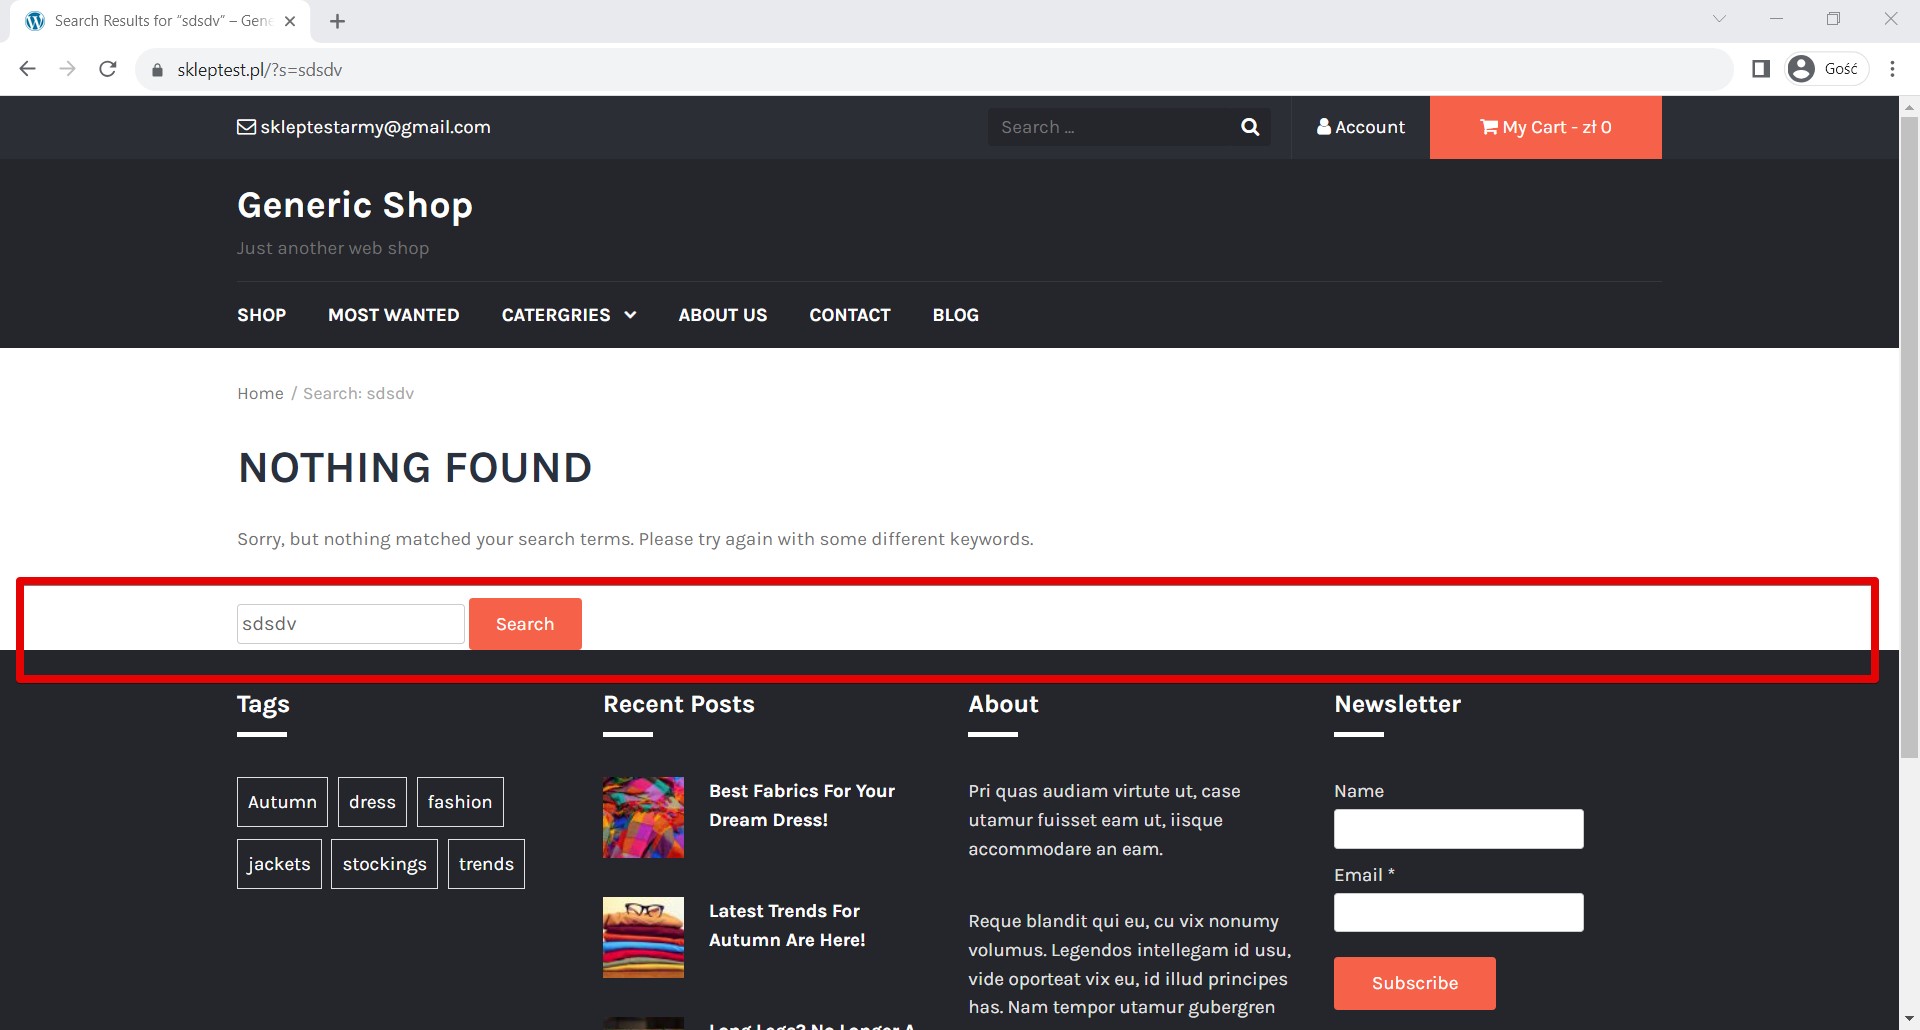 Search Results for “sdsdv” – Gene
skleptest.pl/?s=sdsdv
Gość
skleptestarmy@gmail.com
Search ...
Account
My Cart - zł 0
Generic Shop
Just another web shop
SHOP MOST WANTED CATERGRIES ABOUT US CONTACT BLOG
Home / Search: sdsdv
NOTHING FOUND
Sorry, but nothing matched your search terms. Please try again with some different keywords.
sdsdv
Search
Tags
Autumn dress fashion
jackets stockings trends
Recent Posts
Best Fabrics For Your
Dream Dress!
Latest Trends For
Autumn Are Here!
Long Legs? No Longer A
About
Pri quas audiam virtute ut, case
utamur fuisset eam ut, iisque
accommodare an eam.
Reque blandit qui eu, cu vix nonumy
volumus. Legendos intellegam id usu,
vide oporteat vix eu, id illud principes
has. Nam tempor utamur gubergren
Newsletter
Name
Email *
Subscribe